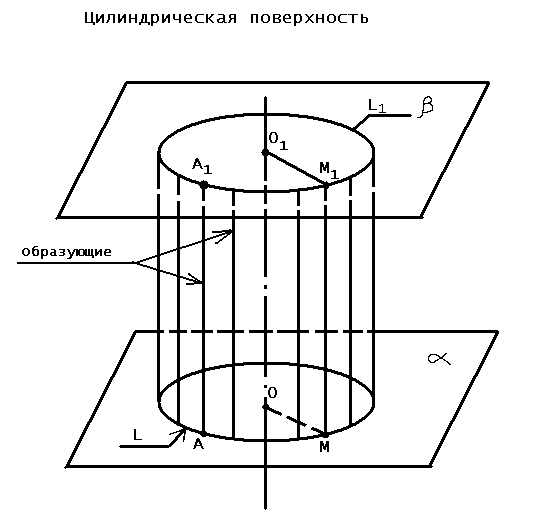 Цилиндрическая поверхность
L₁ β
O₁
A₁ M₁
образующие
α
O
L A M